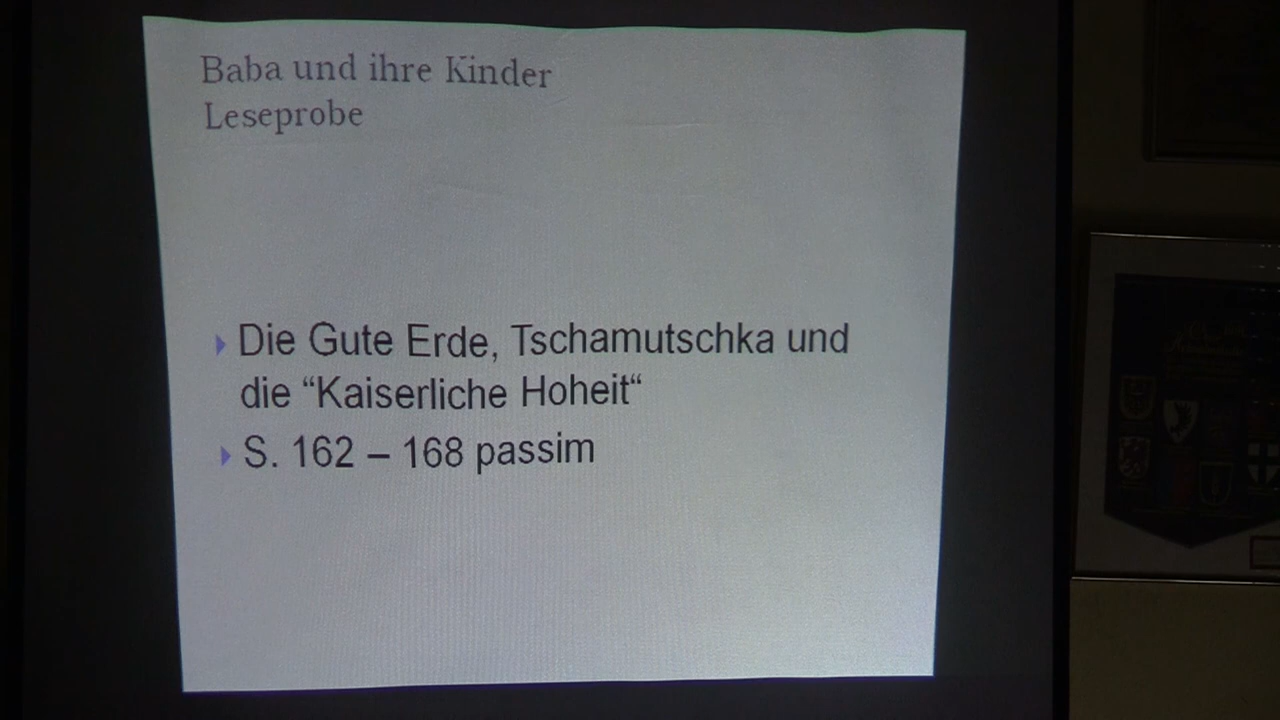 Baba und ihre Kinder
Leseprobe
Die Gute Erde, Tschamutschka und
die “Kaiserliche Hoheit“
S. 162 – 168 passim